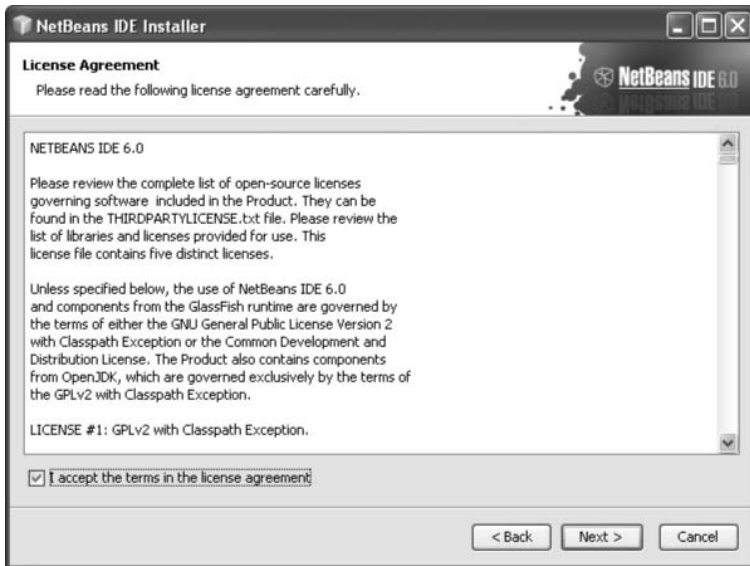 NetBeans IDE Installer
License Agreement
Please read the following license agreement carefully.
NetBeans IDE 6.0
NETBEANS IDE 6.0
Please review the complete list of open-source licenses
governing software included in the Product. They can be
found in the THIRDPARTYLICENSE.txt file. Please review the
list of libraries and licenses provided for use. This
license file contains five distinct licenses.
Unless specified below, the use of NetBeans IDE 6.0
and components from the GlassFish runtime are governed by
the terms of either the GNU General Public License Version 2
with Classpath Exception or the Common Development and
Distribution License. The Product also contains components
from OpenJDK, which are governed exclusively by the terms of
the GPLv2 with Classpath Exception.
LICENSE #1: GPLv2 with Classpath Exception.
I accept the terms in the license agreement
< Back Next > Cancel